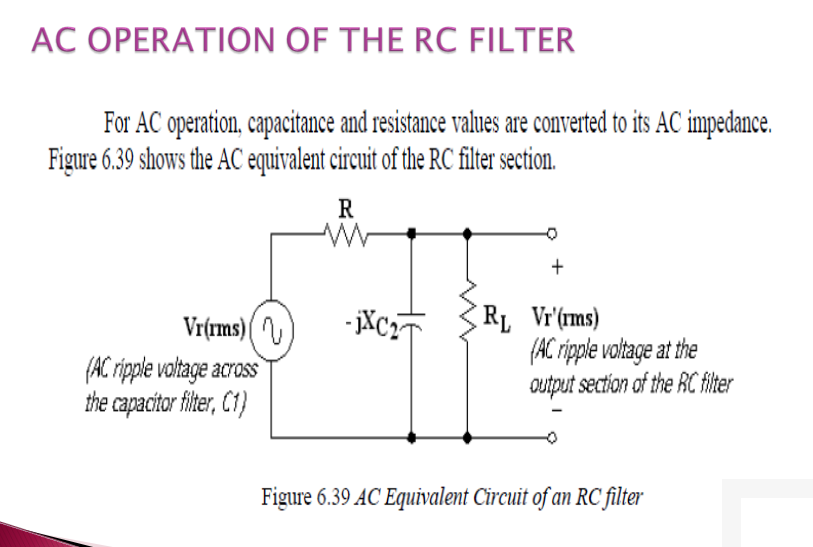 AC OPERATION OF THE RC FILTER
For AC operation, capacitance and resistance values are converted to its AC impedance.
Figure 6.39 shows the AC equivalent circuit of the RC filter section.
R
+
Vr(rms)
- jXC2
RL
Vr'(rms)
(AC ripple voltage across
the capacitor filter, C1)
(AC ripple voltage at the
output section of the RC filter
–
Figure 6.39 AC Equivalent Circuit of an RC filter